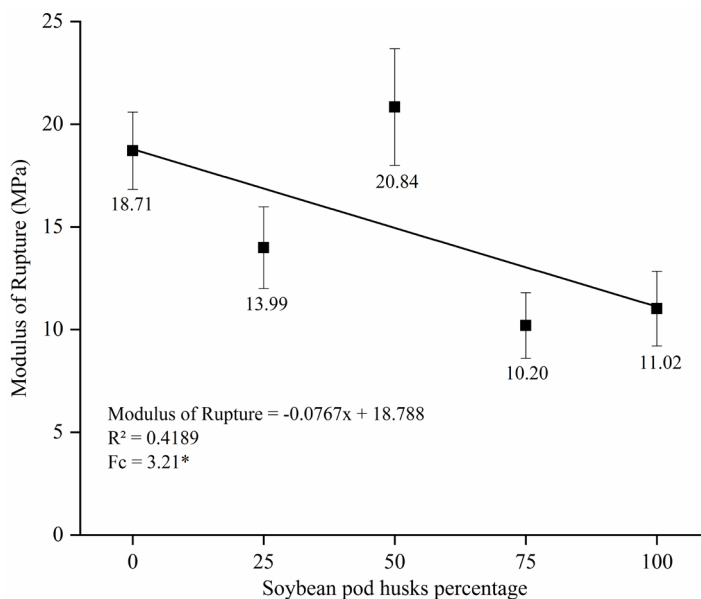 Modulus of Rupture (MPa)
25
20
15
10
5
0
18.71
13.99
20.84
10.20
11.02
Modulus of Rupture = -0.0767x + 18.788
R² = 0.4189
Fc = 3.21*
0 25 50 75 100
Soybean pod husks percentage